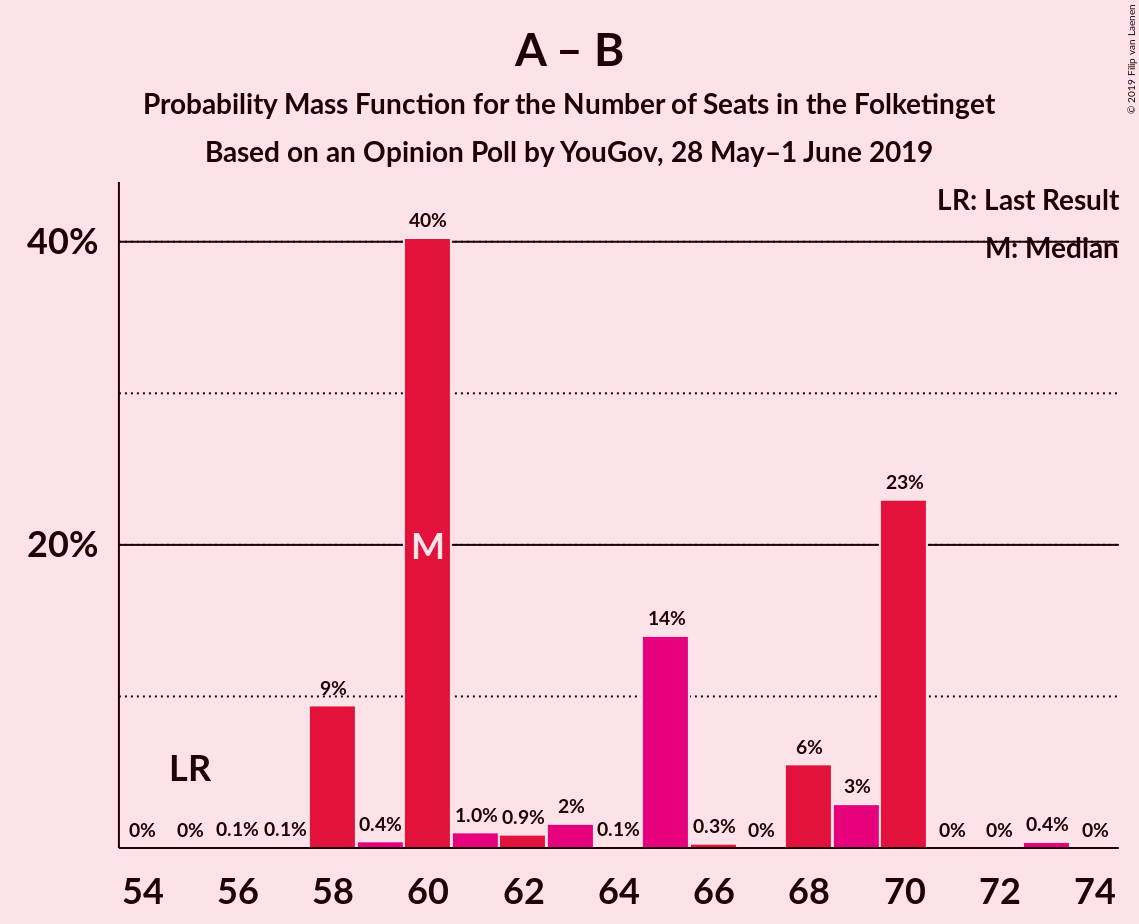 A – B
Probability Mass Function for the Number of Seats in the Folketinget
Based on an Opinion Poll by YouGov, 28 May–1 June 2019
© 2019 Filip van Laenen
LR: Last Result
M: Median
40%
20%
0%
0%
0.1%
0.1%
9%
0.4%
40%
1.0%
0.9%
2%
0.1%
14%
0.3%
0%
6%
3%
23%
0%
0%
0.4%
0%
LR
M
54 56 58 60 62 64 66 68 70 72 74